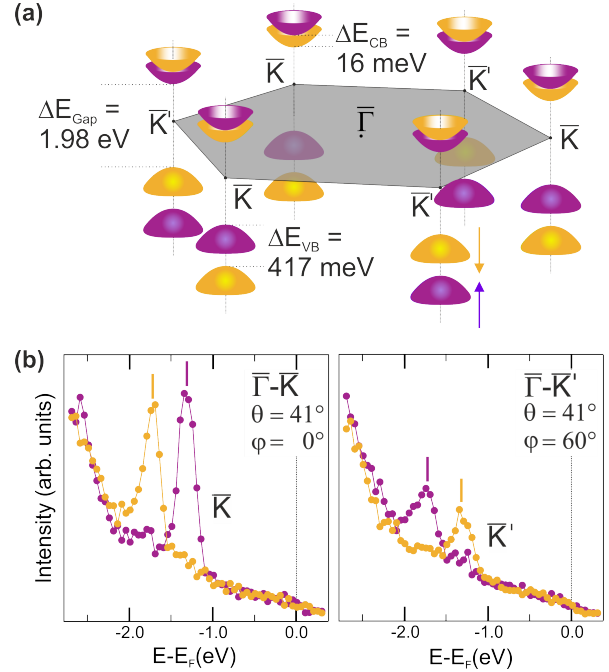 (a)
ΔE_CB =
16 meV
K̅
K̅'
ΔE_Gap =
1.98 eV
K̅'
Γ̅
K̅
K̅
K̅'
ΔE_VB =
417 meV
(b)
Intensity (arb. units)
Γ̅-K̅
θ = 41°
φ = 0°
K̅
-2.0 -1.0 0.0
E-E_F(eV)
Γ̅-K̅'
θ = 41°
φ = 60°
K̅'
-2.0 -1.0 0.0
E-E_F(eV)